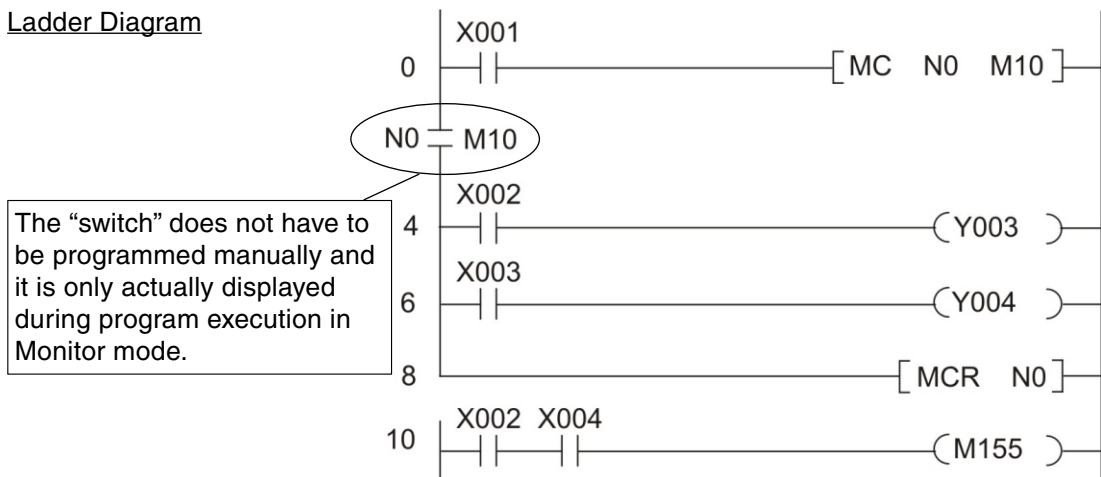 Ladder Diagram
X001
0 [ MC N0 M10 ]
N0 M10
The “switch” does not have to
be programmed manually and
it is only actually displayed
during program execution in
Monitor mode.
X002
4 ( Y003 )
X003
6 ( Y004 )
8 [ MCR N0 ]
X002 X004
10 ( M155 )